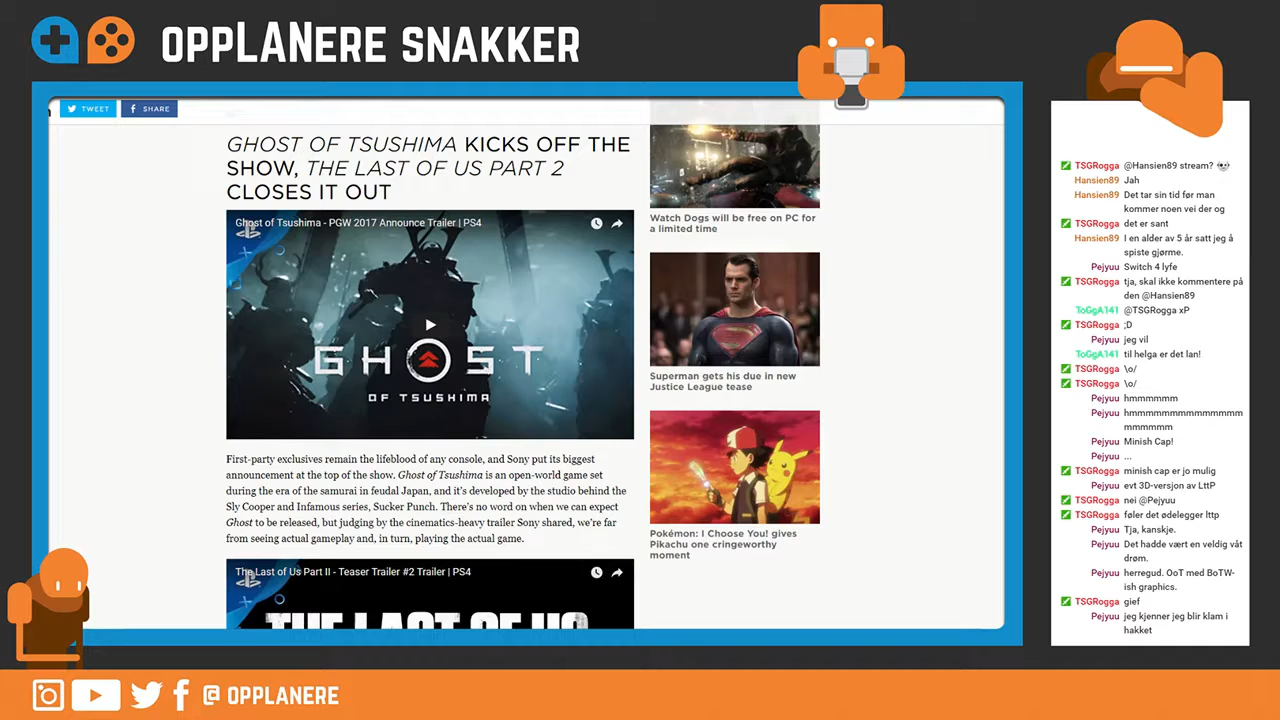 OPPLANERE SNAKKER
TWEET
SHARE
GHOST OF TSUSHIMA KICKS OFF THE
SHOW, THE LAST OF US PART 2
CLOSES IT OUT
Ghost of Tsushima - PGW 2017 Announce Trailer | PS4
GHOST
OF TSUSHIMA
First-party exclusives remain the lifeblood of any console, and Sony put its biggest
announcement at the top of the show. Ghost of Tsushima is an open-world game set
during the era of the samurai in feudal Japan, and it's developed by the studio behind the
Sly Cooper and Infamous series, Sucker Punch. There's no word on when we can expect
Ghost to be released, but judging by the cinematics-heavy trailer Sony shared, we're far
from seeing actual gameplay and, in turn, playing the actual game.
The Last of Us Part II - Teaser Trailer #2 Trailer | PS4
THE LAST OF US
Watch Dogs will be free on PC for
a limited time
Superman gets his due in new
Justice League tease
Pokémon: I Choose You! gives
Pikachu one cringeworthy
moment
TSGRogga @Hansien89 stream?
Hansien89 Jah
Hansien89 Det tar sin tid før man
kommer noen vei der og
TSGRogga det er sant
Hansien89 I en alder av 5 år satt jeg å
spiste gjørme.
Pejyuu Switch 4 lyfe
TSGRogga tja, skal ikke kommentere på
den @Hansien89
ToGgA141 @TSGRogga xP
TSGRogga ;D
Pejyuu jeg vil
ToGgA141 til helga er det lan!
TSGRogga \o/
TSGRogga \o/
Pejyuu hmmmmmm
Pejyuu hmmmmmmmmmmmmmm
mmmmmm
Pejyuu Minish Cap!
Pejyuu ...
TSGRogga minish cap er jo mulig
Pejyuu evt 3D-versjon av LttP
TSGRogga nei @Pejyuu
TSGRogga føler det ødelegger lttp
Pejyuu Tja, kanskje.
Pejyuu Det hadde vært en veldig våt
drøm.
Pejyuu herregud. OoT med BoTW-
ish graphics.
TSGRogga gief
Pejyuu jeg kjenner jeg blir klam i
hakket
@ OPPLANERE